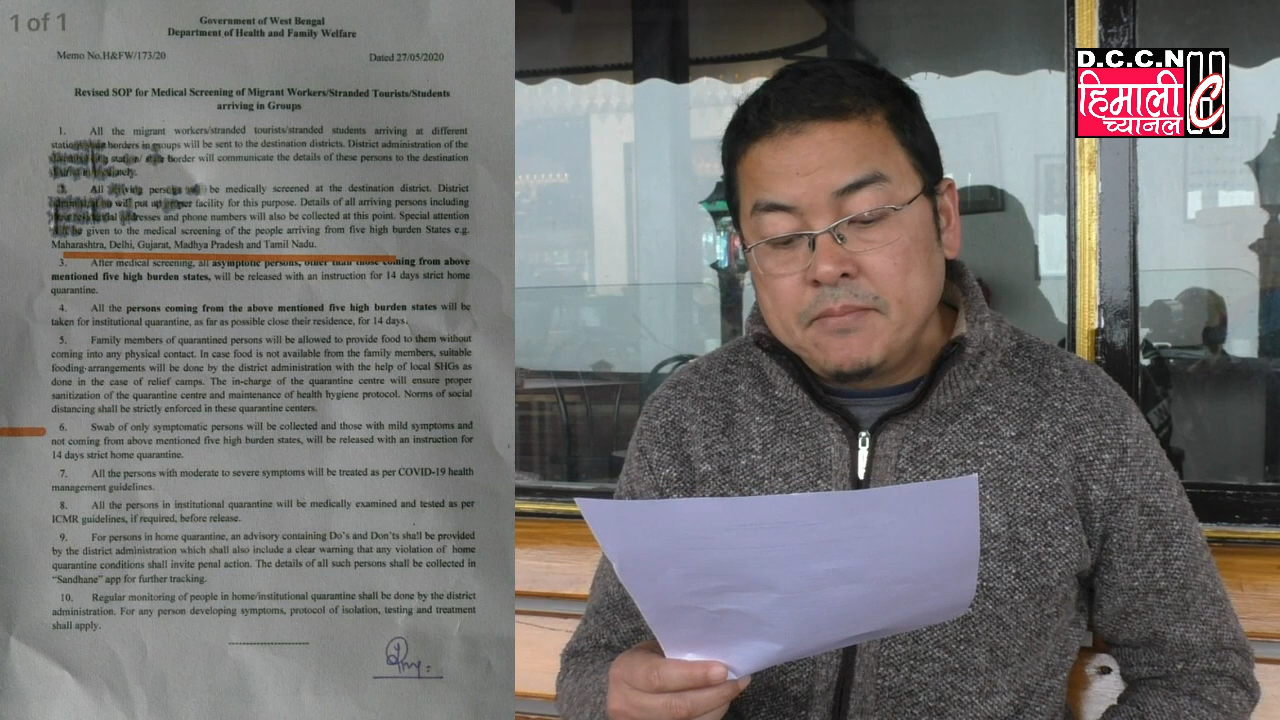 1 of 1
Government of West Bengal
Department of Health and Family Welfare
Memo No.H&FW/173/20
Dated 27/05/2020
Revised SOP for Medical Screening of Migrant Workers/Stranded Tourists/Students
arriving in Groups
1. All the migrant workers/stranded tourists/stranded students arriving at different
borders in groups will be sent to the destination districts. District administration of the
station/ border will communicate the details of these persons to the destination
2. All persons be medically screened at the destination district. District
will put up facility for this purpose. Details of all arriving persons including
and phone numbers will also be collected at this point. Special attention
be given to the medical screening of the people arriving from five high burden States e.g.
Maharashtra, Delhi, Gujarat, Madhya Pradesh and Tamil Nadu.
3. After medical screening, all asymptotic persons, other than those coming from above
mentioned five high burden states, will be released with an instruction for 14 days strict home
quarantine.
4. All the persons coming from the above mentioned five high burden states will be
taken for institutional quarantine, as far as possible close their residence, for 14 days.
5. Family members of quarantined persons will be allowed to provide food to them without
coming into any physical contact. In case food is not available from the family members, suitable
fooding-arrangements will be done by the district administration with the help of local SHGs as
done in the case of relief camps. The in-charge of the quarantine centre will ensure proper
sanitization of the quarantine centre and maintenance of health hygiene protocol. Norms of social
distancing shall be strictly enforced in these quarantine centers.
6. Swab of only symptomatic persons will be collected and those with mild symptoms and
not coming from above mentioned five high burden states, will be released with an instruction for
14 days strict home quarantine.
7. All the persons with moderate to severe symptoms will be treated as per COVID-19 health
management guidelines.
8. All the persons in institutional quarantine will be medically examined and tested as per
ICMR guidelines, if required, before release.
9. For persons in home quarantine, an advisory containing Do's and Don'ts shall be provided
by the district administration which shall also include a clear warning that any violation of home
quarantine conditions shall invite penal action. The details of all such persons shall be collected in
“Sandhane” app for further tracking.
10. Regular monitoring of people in home/institutional quarantine shall be done by the district
administration. For any person developing symptoms, protocol of isolation, testing and treatment
shall apply.
D.C.C.N
हिमाली
च्यानल